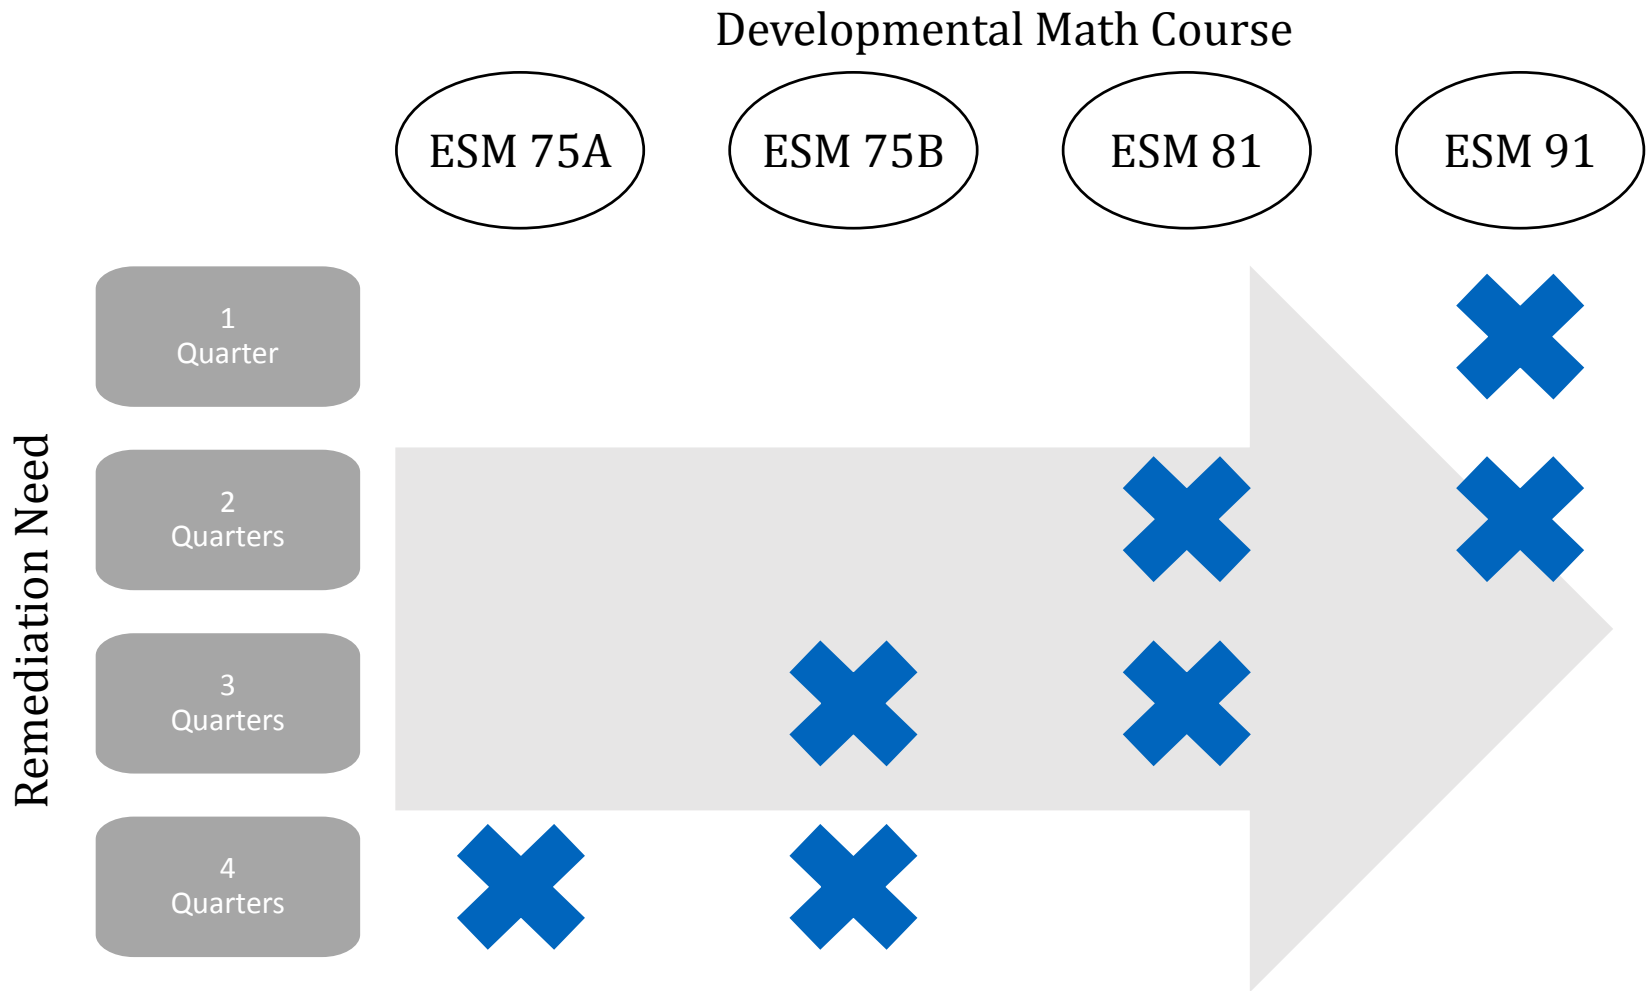 Developmental Math Course
ESM 75A
ESM 75B
ESM 81
ESM 91
Remediation Need
1
Quarter
2
Quarters
3
Quarters
4
Quarters